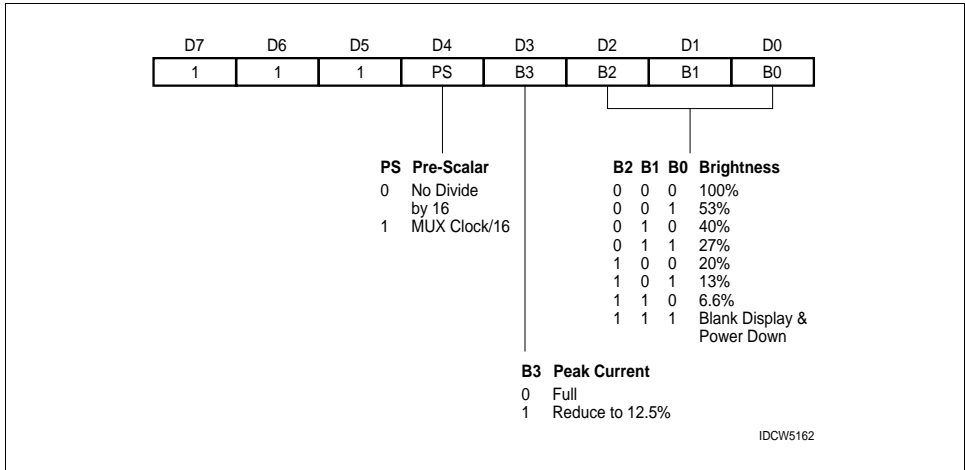 D7 D6 D5 D4 D3 D2 D1 D0
1 1 1 PS B3 B2 B1 B0
PS Pre-Scalar
0 No Divide
by 16
1 MUX Clock/16
B2 B1 B0 Brightness
0 0 0 100%
0 0 1 53%
0 1 0 40%
0 1 1 27%
1 0 0 20%
1 0 1 13%
1 1 0 6.6%
1 1 1 Blank Display &
Power Down
B3 Peak Current
0 Full
1 Reduce to 12.5%
IDCW5162